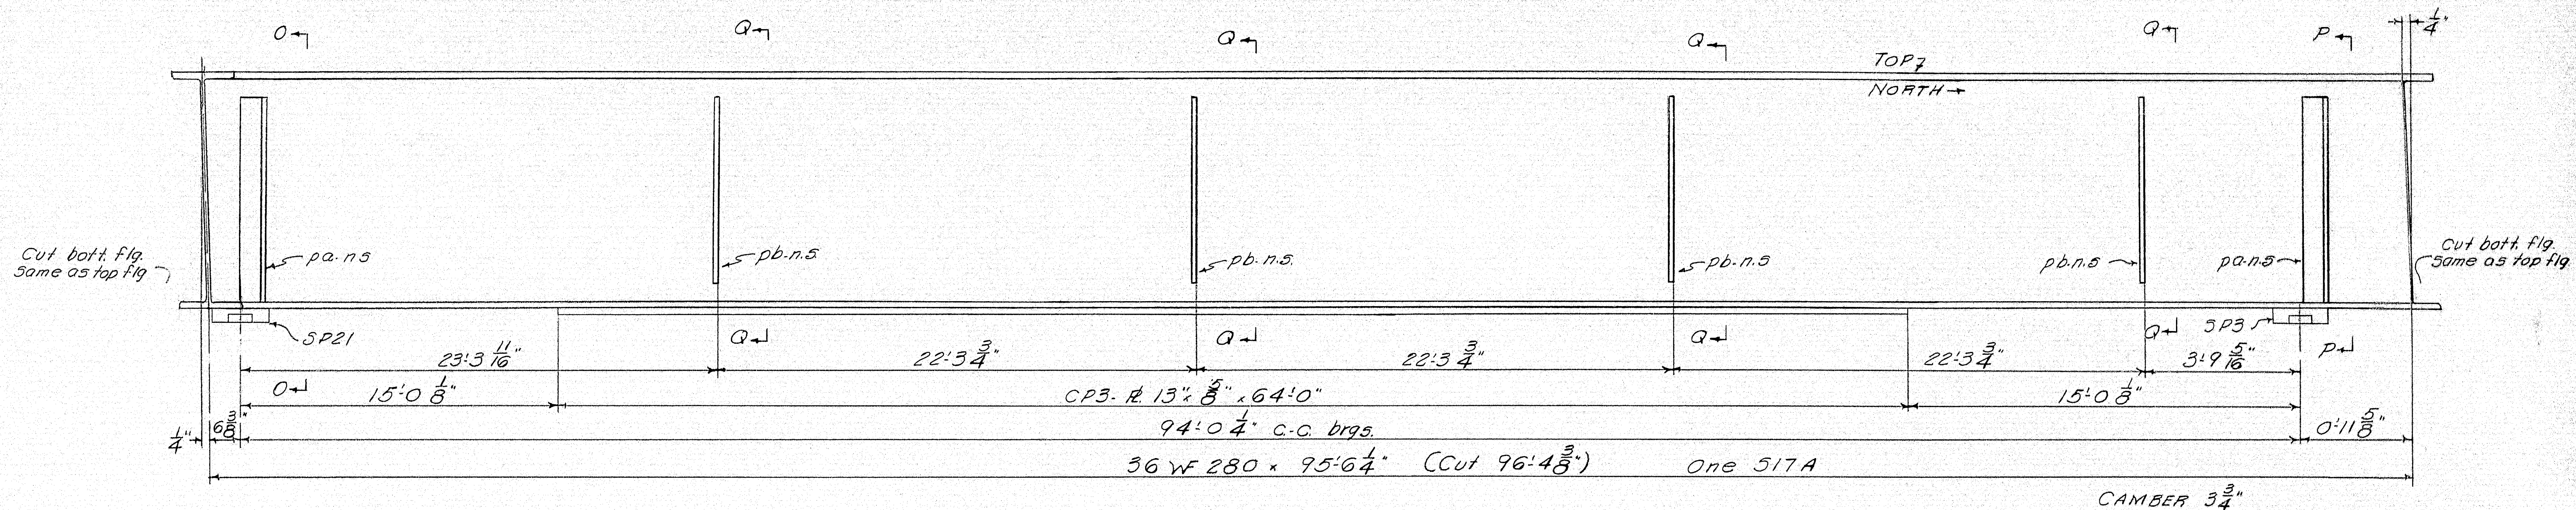 O
Q
Q
Q
Q
P
1/4"
TOP
NORTH
Cut bott. flg.
Same as top flg
pa. n s
pb-n.s.
pb-n.s.
pb-n.s
pb-n.s
pa-n-s
Cut bott. flg.
Same as top flg.
SP21
Q
Q
Q
Q
SP3
P
23'-3 11/16"
22'-3 3/4"
22'-3 3/4"
22'-3 3/4"
3'-9 5/16"
O
15'-0 1/8"
CP3- PL 13" x 5/8" x 64'-0"
15'-0 1/8"
1/4"
6 3/8"
94'-0 1/4" C.-C. brgs.
0'-11 5/8"
36 WF 280 x 95'-6 1/4" (Cut 96'-4 3/8") One S17A
CAMBER 3 3/4"